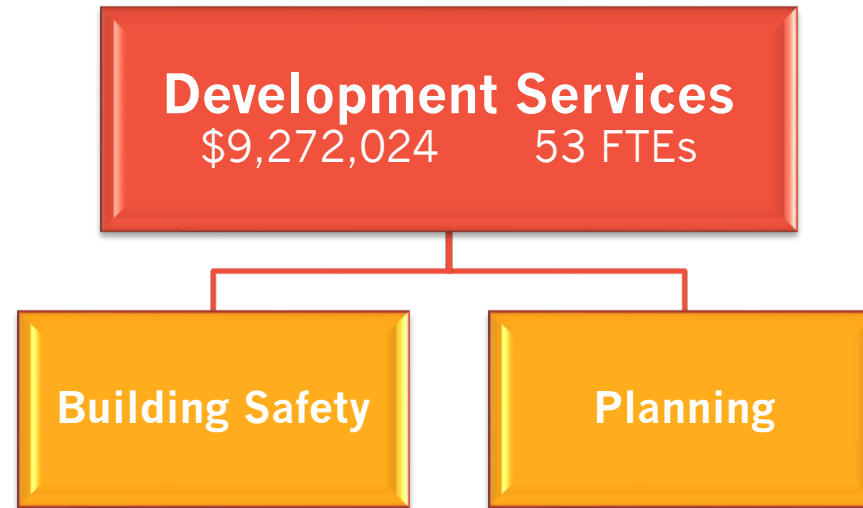 Development Services
$9,272,024 53 FTEs
Building Safety
Planning